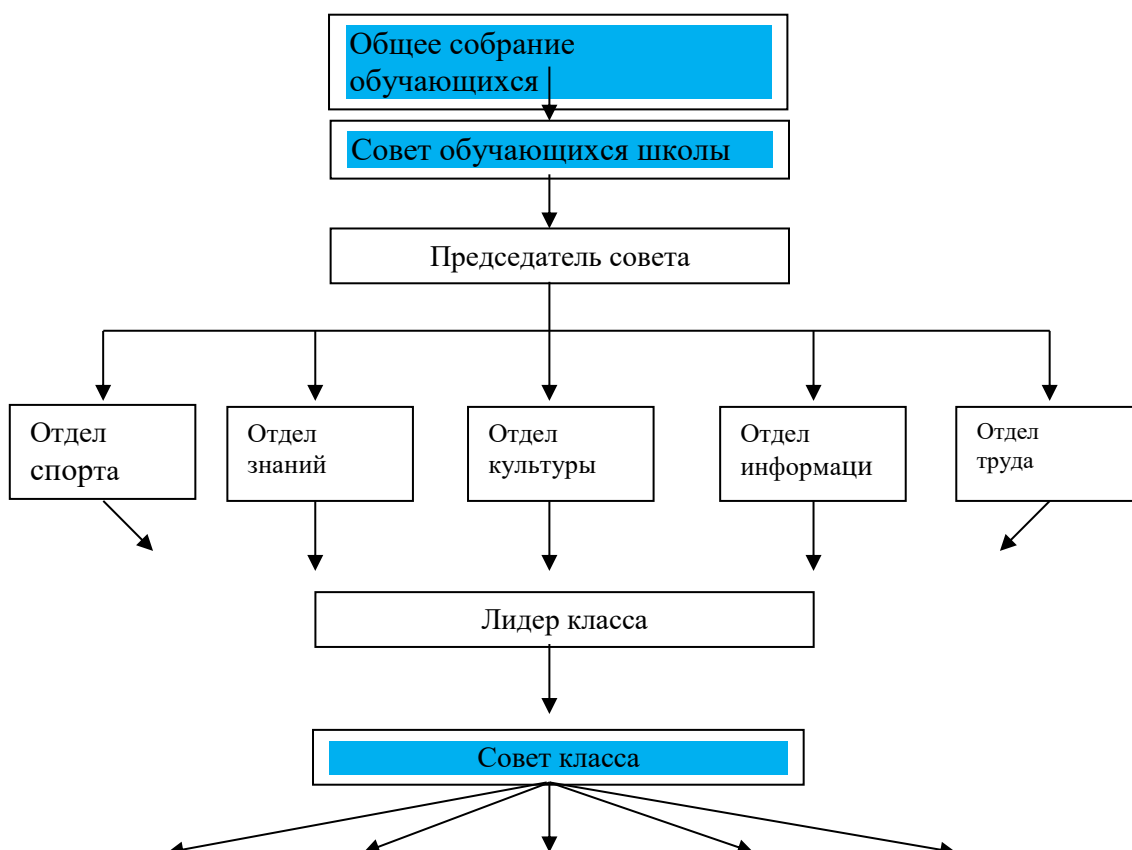 Общее собрание
обучающихся
Совет обучающихся школы
Председатель совета
Отдел
спорта
Отдел
знаний
Отдел
культуры
Отдел
информаци
Отдел
труда
Лидер класса
Совет класса